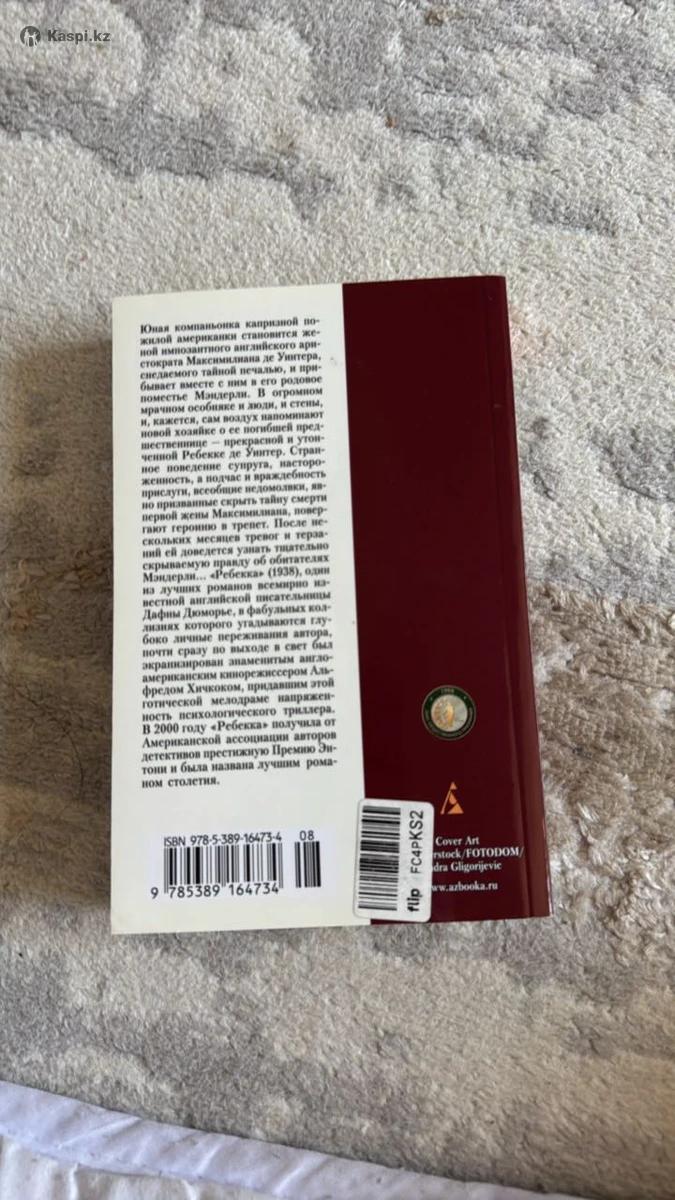 Kaspi.kz
Юная компаньонка капризной по-
жилой американки становится же-
ной импозантного английского ари-
стократа Максимилиана де Уинтера,
снедаемого тайной печалью, и при-
бывает вместе с ним в его родовое
поместье Мэндерли. В огромном
мрачном особняке и люди, и стены,
и, кажется, сам воздух напоминают
новой хозяйке о ее погибшей пред-
шественнице — прекрасной и утон-
ченной Ребекке де Уинтер. Стран-
ное поведение супруга, насторо-
женность, а подчас и враждебность
прислуги, всеобщие недомолвки, яв-
но призванные скрыть тайну смерти
первой жены Максимилиана, повер-
гают героиню в трепет. После не-
скольких месяцев тревог и терза-
ний ей доведется узнать тщательно
скрываемую правду об обитателях
Мэндерли... «Ребекка» (1938), один
из лучших романов всемирно из-
вестной английской писательницы
Дафны Дюморье, в фабульных кол-
лизиях которого угадываются глу-
боко личные переживания автора,
почти сразу по выходе в свет был
экранизирован знаменитым англо-
американским кинорежиссером Аль-
фредом Хичкоком, придавшим этой
готической мелодраме напряжен-
ность психологического триллера.
В 2000 году «Ребекка» получила от
Американской ассоциации авторов
детективов престижную Премию Эн-
тони и была названа лучшим рома-
ном столетия.
ISBN 978-5-389-16473-4 08
9 785389 164734
flip FC4PKS2
Cover Art
erstock/FOTODOM/
dra Gligorijevic
www.azbooka.ru